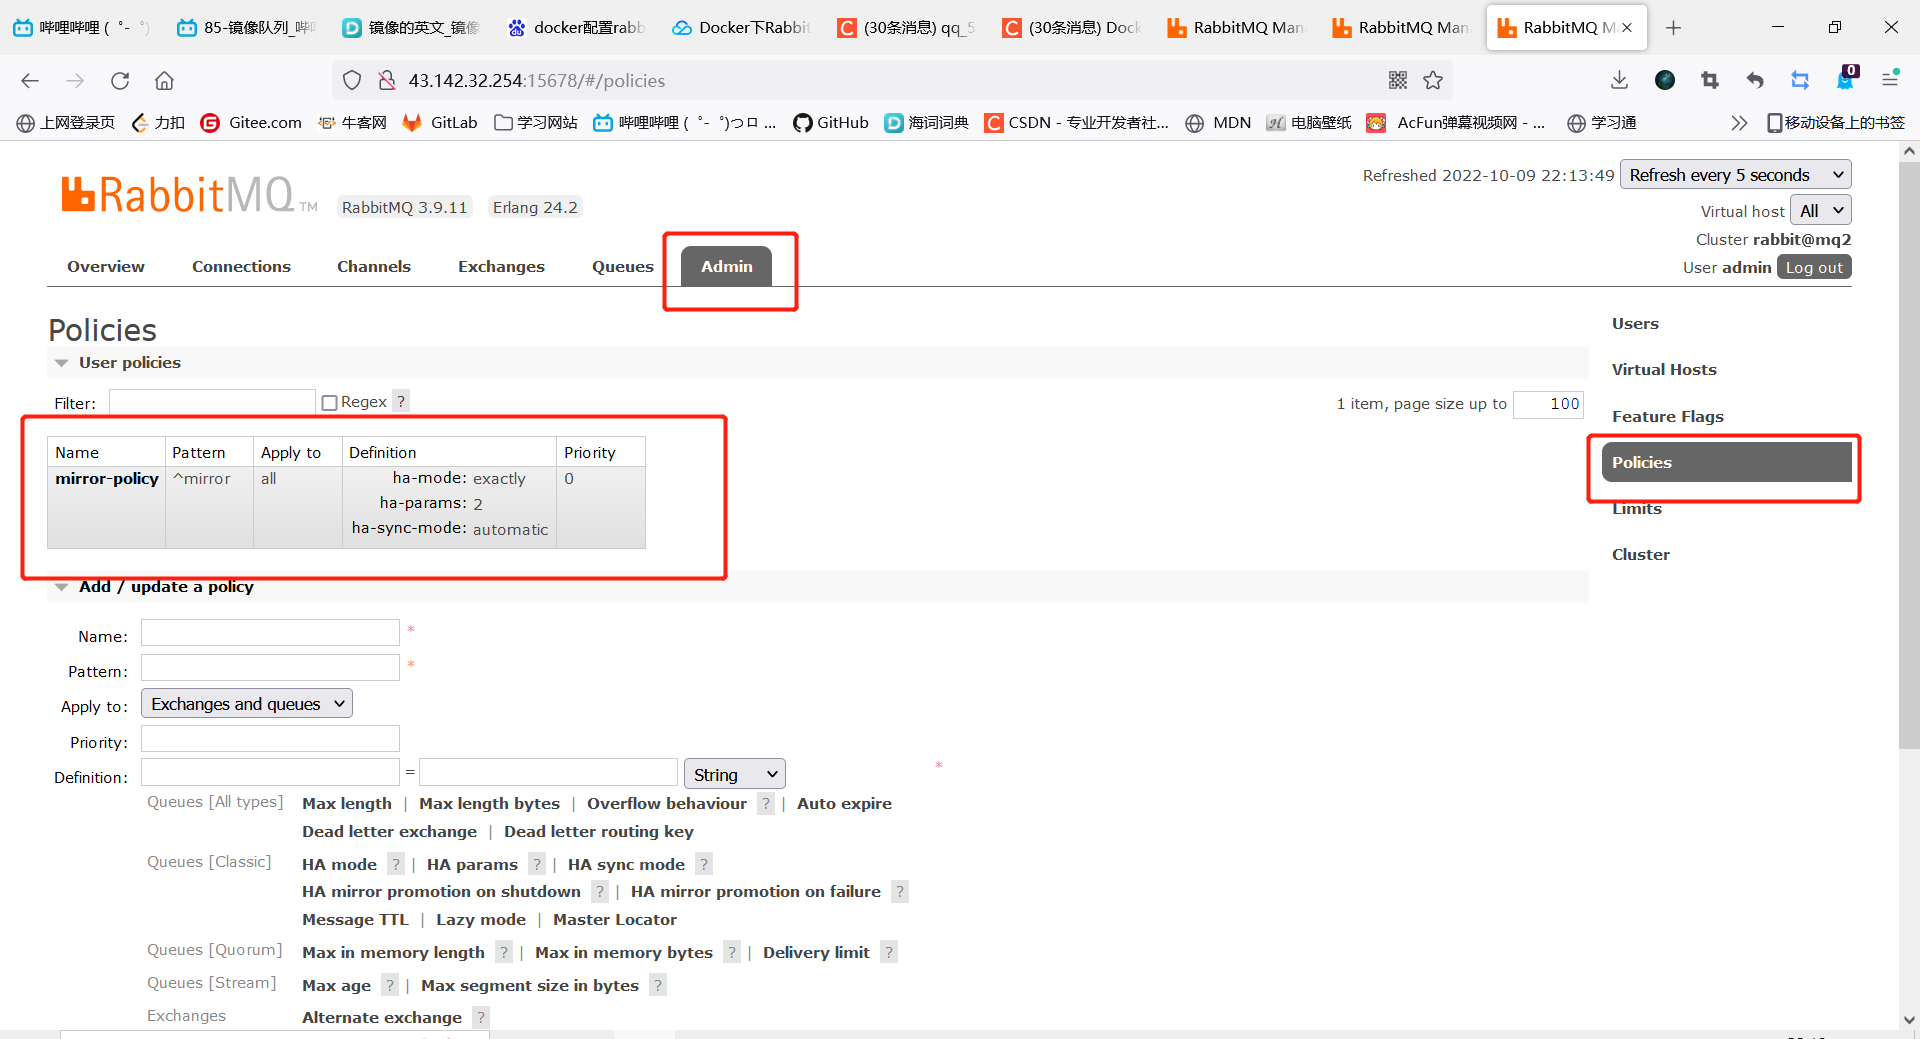 哔哩哔哩 ( ゜- ゜)
85-镜像队列_哔
镜像的英文_镜像
docker配置rabb
Docker下Rabbit
(30条消息) qq_5
(30条消息) Dock
RabbitMQ Man
RabbitMQ Man
RabbitMQ M
43.142.32.254:15678/#/policies
0
上网登录页
力扣
Gitee.com
牛客网
GitLab
学习网站
哔哩哔哩 ( ゜- ゜)つロ ...
GitHub
海词词典
CSDN - 专业开发者社...
MDN
电脑壁纸
AcFun弹幕视频网 - ...
学习通
移动设备上的书签
RabbitMQ TM
RabbitMQ 3.9.11
Erlang 24.2
Refreshed 2022-10-09 22:13:49
Refresh every 5 seconds
Virtual host All
Cluster rabbit@mq2
User admin Log out
Overview
Connections
Channels
Exchanges
Queues
Admin
Policies
User policies
Filter:
Regex ?
1 item, page size up to 100
Name Pattern Apply to Definition Priority
mirror-policy ^mirror all ha-mode: exactly 0
ha-params: 2
ha-sync-mode: automatic
Users
Virtual Hosts
Feature Flags
Policies
Limits
Cluster
Add / update a policy
Name: *
Pattern: *
Apply to: Exchanges and queues
Priority:
Definition: = String *
Queues [All types] Max length | Max length bytes | Overflow behaviour ? | Auto expire
Dead letter exchange | Dead letter routing key
Queues [Classic] HA mode ? | HA params ? | HA sync mode ?
HA mirror promotion on shutdown ? | HA mirror promotion on failure ?
Message TTL | Lazy mode | Master Locator
Queues [Quorum] Max in memory length ? | Max in memory bytes ? | Delivery limit ?
Queues [Stream] Max age ? | Max segment size in bytes ?
Exchanges Alternate exchange ?